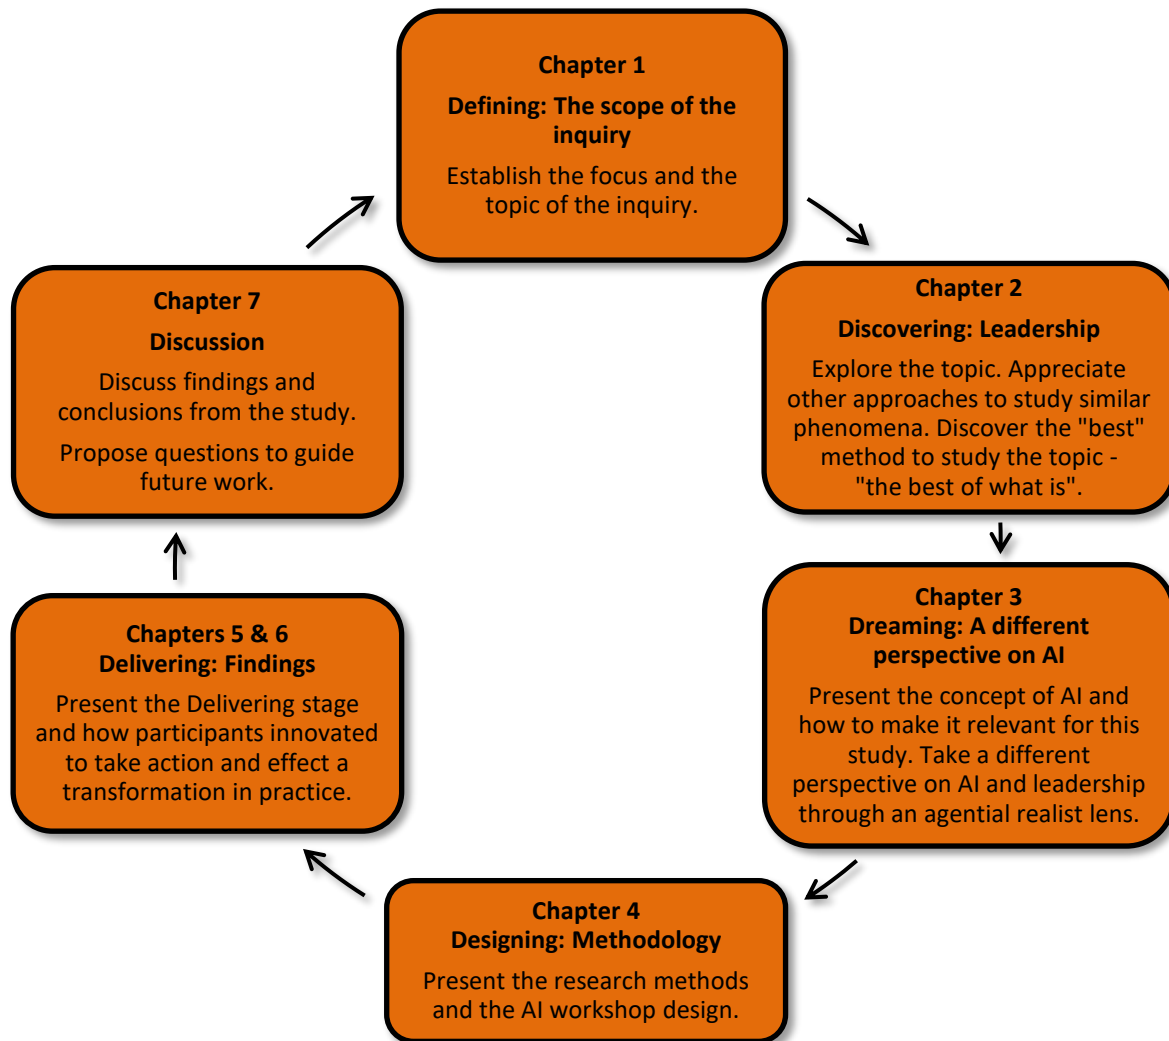 Chapter 1
Defining: The scope of the
inquiry
Establish the focus and the
topic of the inquiry.
Chapter 2
Discovering: Leadership
Explore the topic. Appreciate
other approaches to study similar
phenomena. Discover the "best"
method to study the topic -
"the best of what is".
Chapter 3
Dreaming: A different
perspective on AI
Present the concept of AI and
how to make it relevant for this
study. Take a different
perspective on AI and leadership
through an agential realist lens.
Chapter 4
Designing: Methodology
Present the research methods
and the AI workshop design.
Chapters 5 & 6
Delivering: Findings
Present the Delivering stage
and how participants innovated
to take action and effect a
transformation in practice.
Chapter 7
Discussion
Discuss findings and
conclusions from the study.
Propose questions to guide
future work.